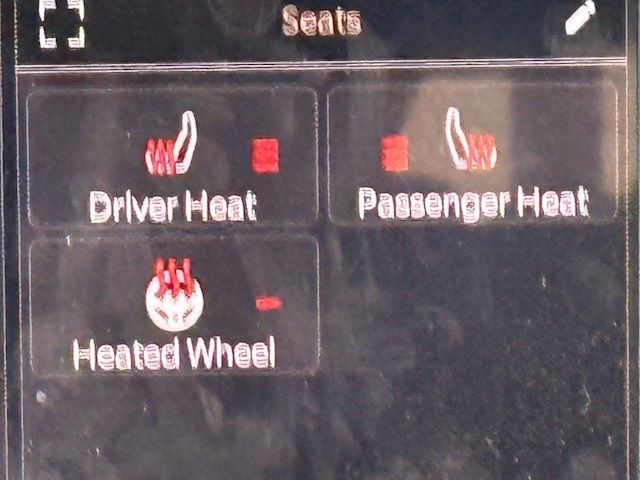 Seats
Driver Heat
Passenger Heat
Heated Wheel